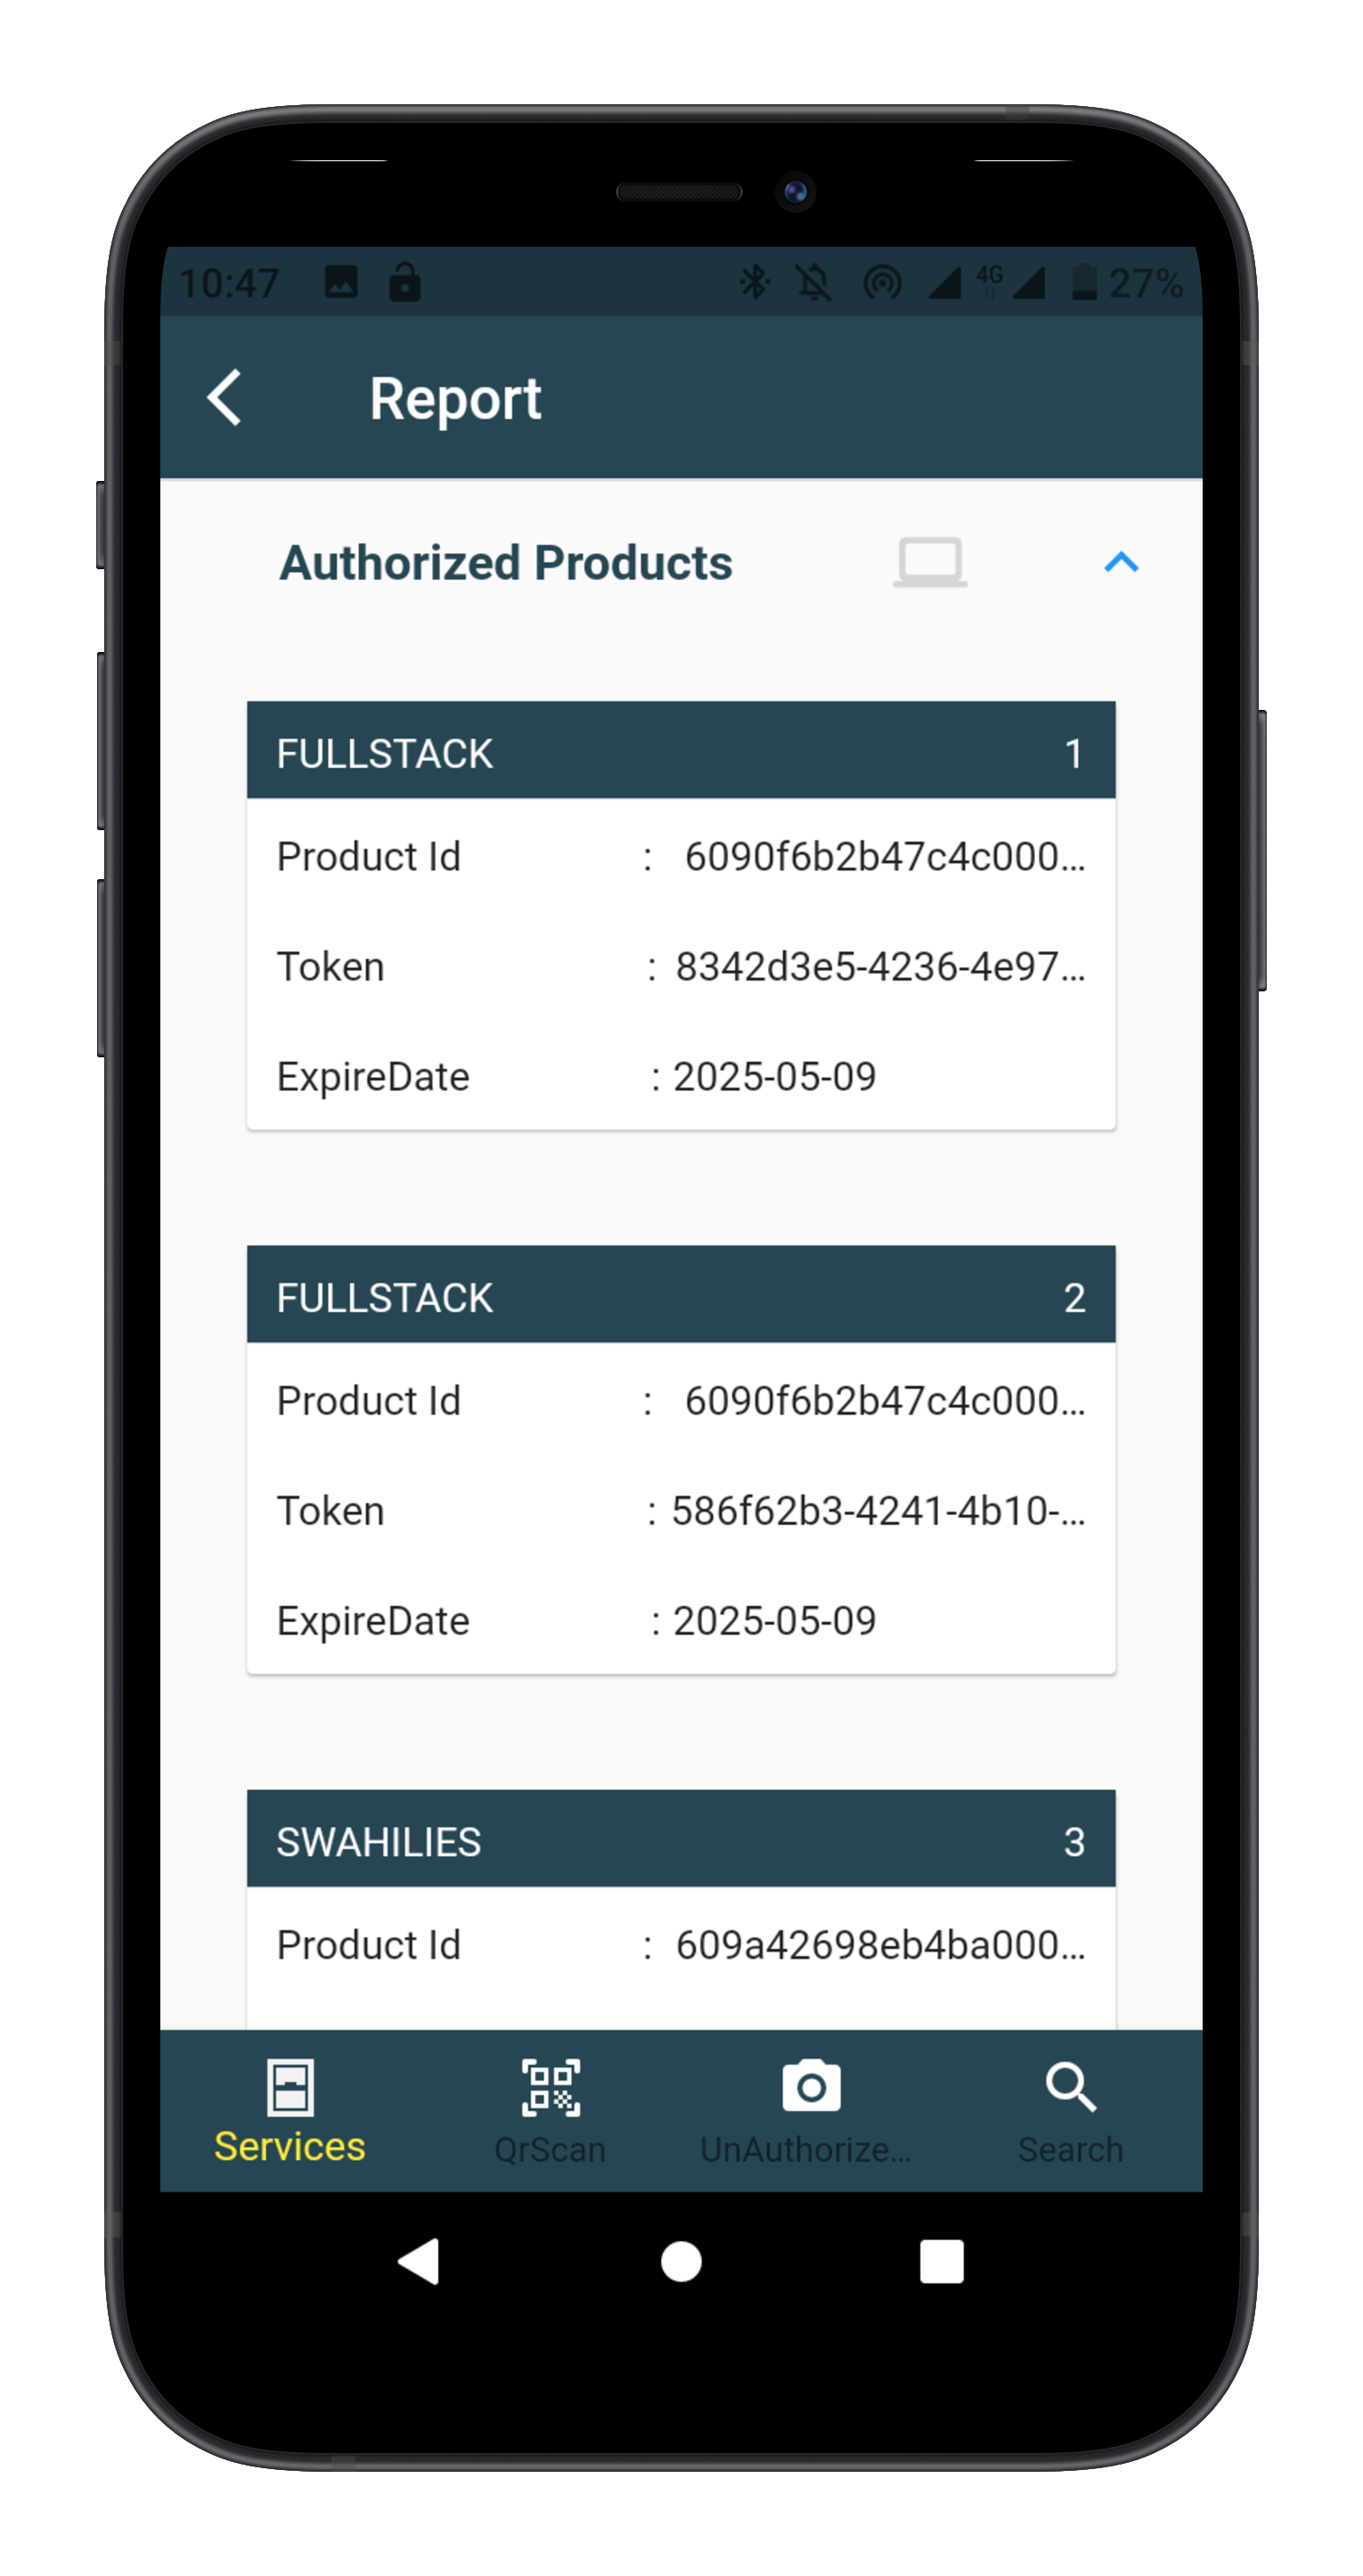 10:47 4G 27%
Report
Authorized Products
FULLSTACK 1
Product Id : 6090f6b2b47c4c000...
Token : 8342d3e5-4236-4e97...
ExpireDate : 2025-05-09
FULLSTACK 2
Product Id : 6090f6b2b47c4c000...
Token : 586f62b3-4241-4b10-...
ExpireDate : 2025-05-09
SWAHILIES 3
Product Id : 609a42698eb4ba000...
Services QrScan UnAuthorize... Search